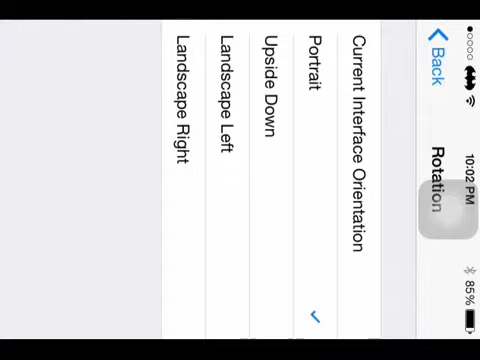 10:02 PM
85%
Back
Rotation
Current Interface Orientation
Portrait
Upside Down
Landscape Left
Landscape Right